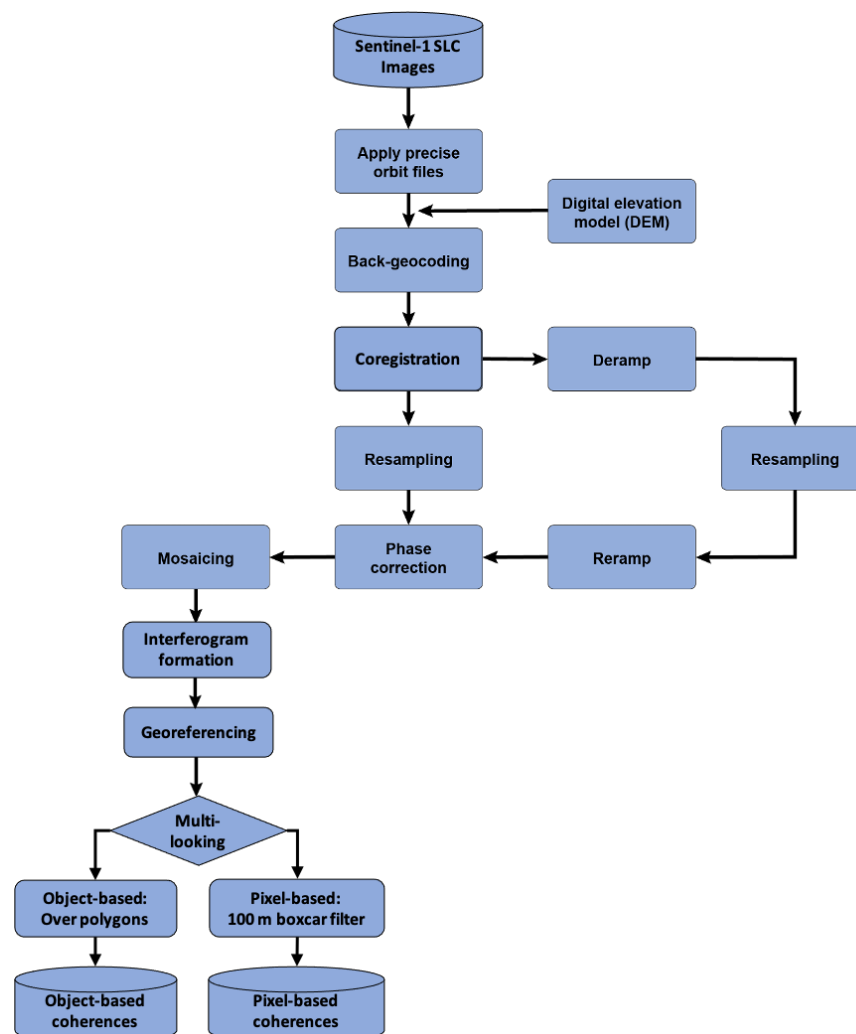 Sentinel-1 SLC
Images
Apply precise
orbit files
Digital elevation
model (DEM)
Back-geocoding
Coregistration
Deramp
Resampling
Resampling
Mosaicing
Phase
correction
Reramp
Interferogram
formation
Georeferencing
Multi-
looking
Object-based:
Over polygons
Pixel-based:
100 m boxcar filter
Object-based
coherences
Pixel-based
coherences